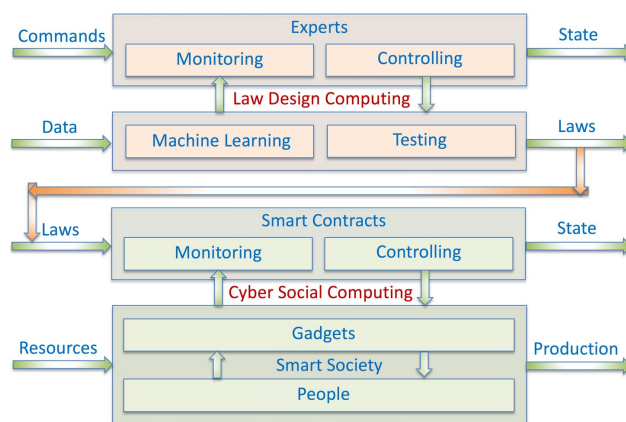 Commands
Experts
State
Monitoring
Controlling
Law Design Computing
Data
Machine Learning
Testing
Laws
Laws
Smart Contracts
State
Monitoring
Controlling
Cyber Social Computing
Resources
Gadgets
Production
Smart Society
People